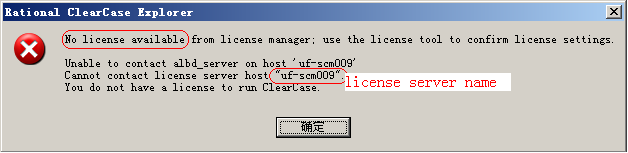 Rational ClearCase Explorer
No license available from license manager; use the license tool to confirm license settings.
Unable to contact albd_server on host 'uf-scm009'
Cannot contact license server host "uf-scm009".
license server name
You do not have a license to run ClearCase.
确定